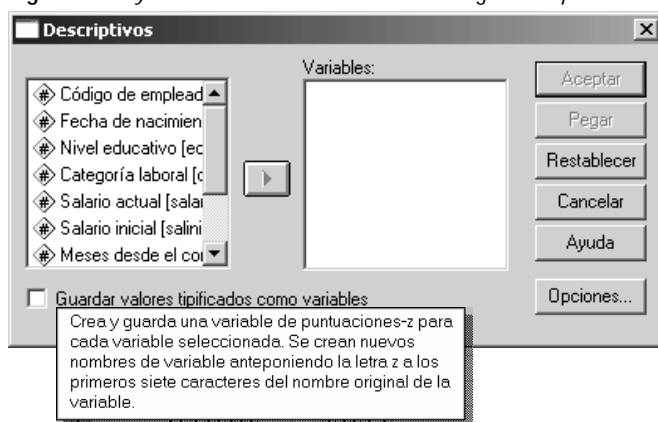 Descriptivos
Variables:
Código de emplead
Fecha de nacimien
Nivel educativo [ec
Categoría laboral [c
Salario actual [salar
Salario inicial [salini
Meses desde el cor
Aceptar
Pegar
Restablecer
Cancelar
Ayuda
Opciones...
Guardar valores tipificados como variables
Crea y guarda una variable de puntuaciones-z para
cada variable seleccionada. Se crean nuevos
nombres de variable anteponiendo la letra z a los
primeros siete caracteres del nombre original de la
variable.